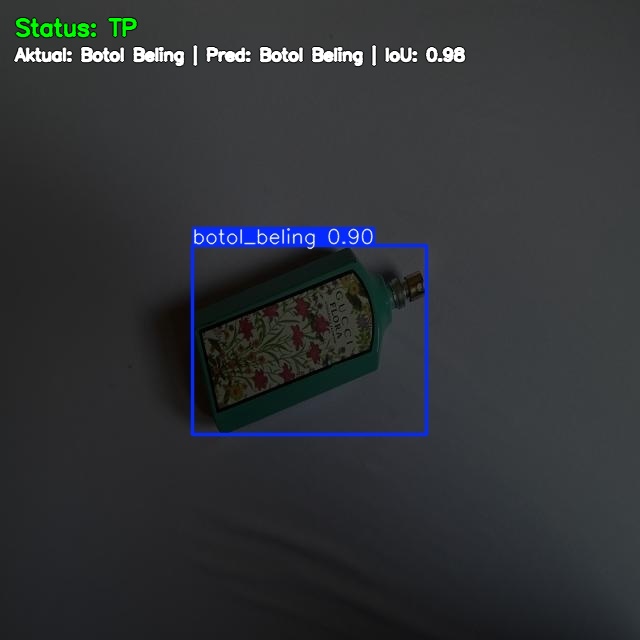 Status: TP
Aktual: Botol Beling | Pred: Botol Beling | IoU: 0.98
botol_beling 0.90
GUCCI
FLORA